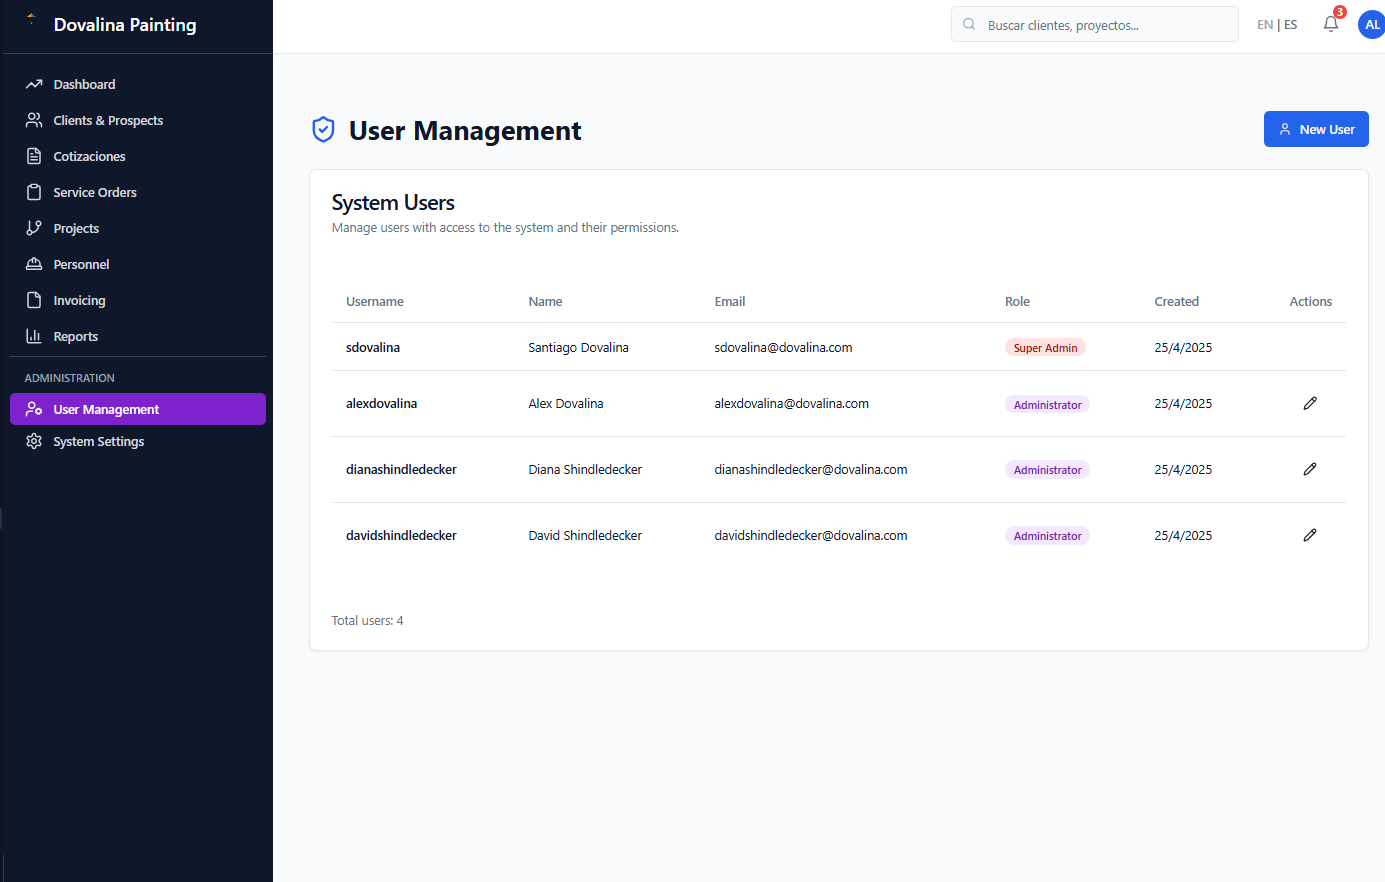 Dovalina Painting
Buscar clientes, proyectos...
EN | ES
3
AL
Dashboard
Clients & Prospects
Cotizaciones
Service Orders
Projects
Personnel
Invoicing
Reports
ADMINISTRATION
User Management
System Settings
User Management
New User
System Users
Manage users with access to the system and their permissions.
Username Name Email Role Created Actions
sdovalina Santiago Dovalina sdovalina@dovalina.com Super Admin 25/4/2025
alexdovalina Alex Dovalina alexdovalina@dovalina.com Administrator 25/4/2025
dianashindledecker Diana Shindledecker dianashindledecker@dovalina.com Administrator 25/4/2025
davidshindledecker David Shindledecker davidshindledecker@dovalina.com Administrator 25/4/2025
Total users: 4